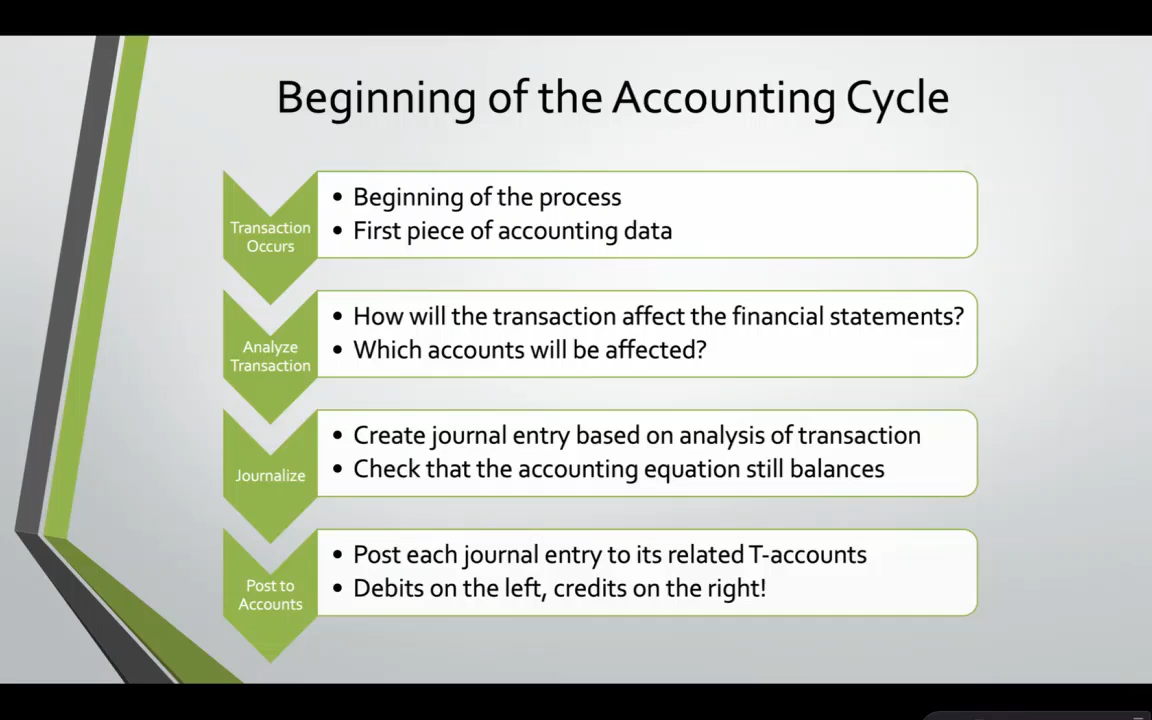 Beginning of the Accounting Cycle
Transaction
Occurs
• Beginning of the process
• First piece of accounting data
Analyze
Transaction
• How will the transaction affect the financial statements?
• Which accounts will be affected?
Journalize
• Create journal entry based on analysis of transaction
• Check that the accounting equation still balances
Post to
Accounts
• Post each journal entry to its related T-accounts
• Debits on the left, credits on the right!